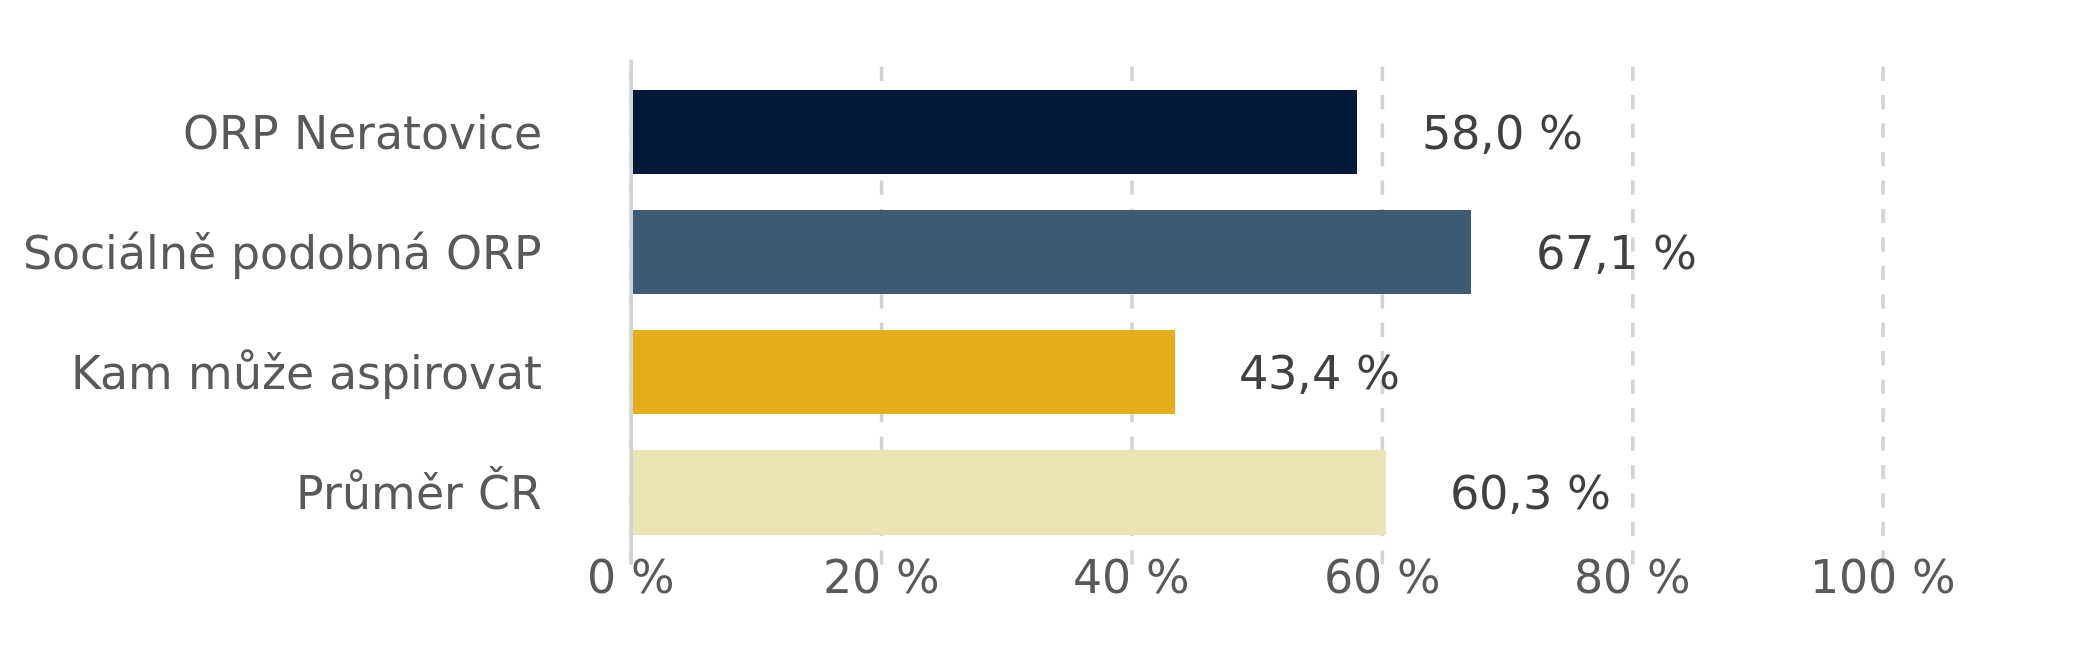 ORP Neratovice 58,0 %
Sociálně podobná ORP 67,1 %
Kam může aspirovat 43,4 %
Průměr ČR 60,3 %
0 % 20 % 40 % 60 % 80 % 100 %